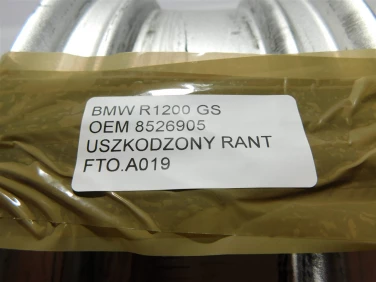 BMW R1200 GS
OEM 8526905
USZKODZONY RANT
FTO.A019